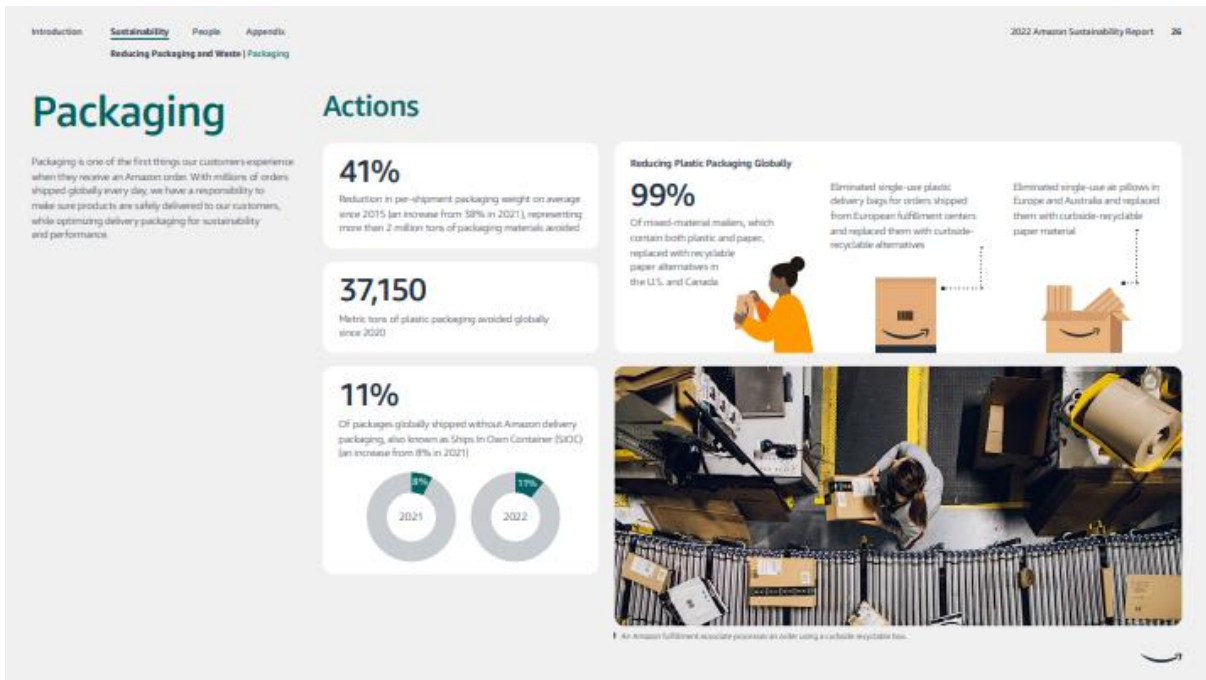 Introduction Sustainability People Appendix
Reducing Packaging and Waste | Packaging
2022 Amazon Sustainability Report 26
Packaging
Packaging is one of the first things our customers experience
when they receive an Amazon order. With millions of orders
shipped globally every day, we have a responsibility to
make sure products are safely delivered to our customers,
while optimizing delivery packaging for sustainability
and performance.
Actions
41%
Reduction in per-shipment packaging weight on average
since 2015 (an increase from 38% in 2021), representing
more than 2 million tons of packaging materials avoided
37,150
Metric tons of plastic packaging avoided globally
since 2020
11%
Of packages globally shipped without Amazon delivery
packaging, also known as Ships In Own Container (SIOC)
(an increase from 8% in 2021)
8%
2021
11%
2022
Reducing Plastic Packaging Globally
99%
Of mixed-material mailers, which
contain both plastic and paper,
replaced with recyclable
paper alternatives in
the U.S. and Canada
Eliminated single-use plastic
delivery bags for orders shipped
from European fulfillment centers
and replaced them with curbside-
recyclable alternatives
Eliminated single-use air pillows in
Europe and Australia and replaced
them with curbside-recyclable
paper material
An Amazon fulfillment associate processes an order using a curbside recyclable box.